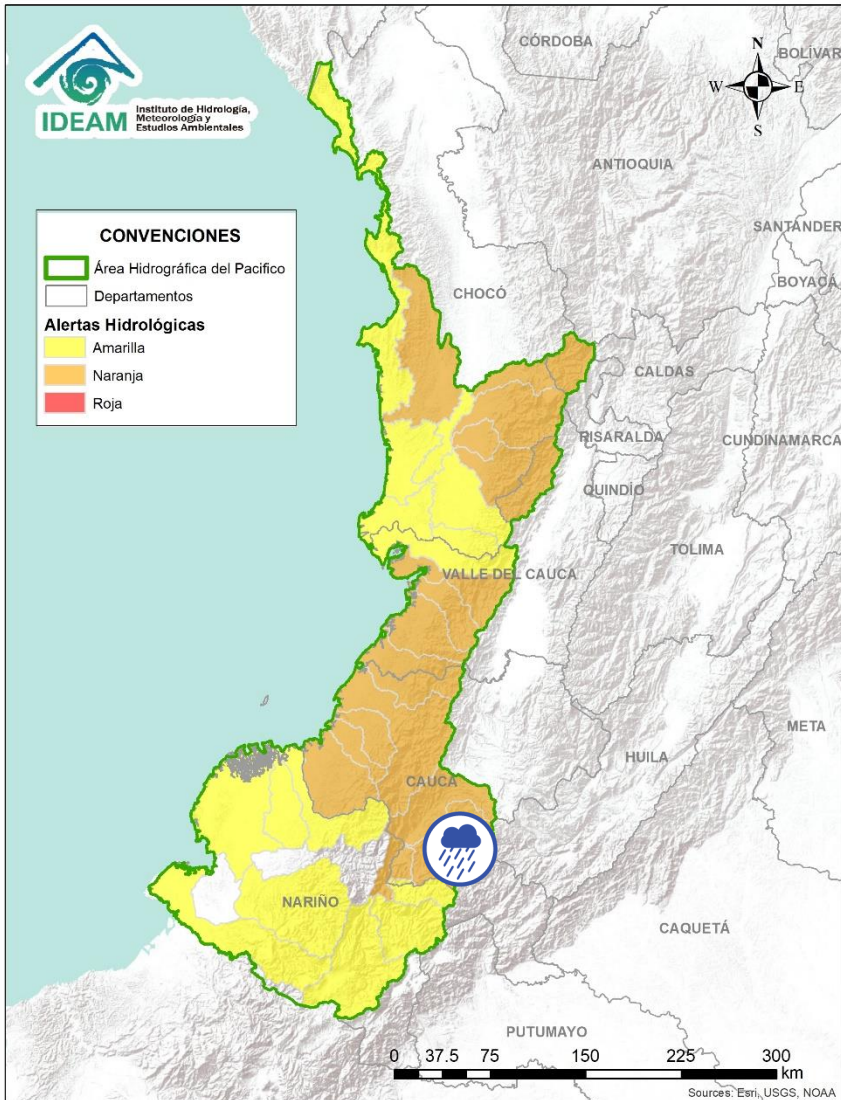 IDEAM
Instituto de Hidrología,
Meteorología y
Estudios Ambientales
CÓRDOBA
BOLÍVAR
N
W E
S
ANTIOQUIA
SANTANDER
CONVENCIONES
Área Hidrográfica del Pacifico
Departamentos
Alertas Hidrológicas
Amarilla
Naranja
Roja
BOYACÁ
CHOCÓ
CALDAS
RISARALDA
CUNDINAMARCA
QUINDÍO
TOLIMA
VALLE DEL CAUCA
META
HUILA
CAUCA
NARIÑO
CAQUETÁ
PUTUMAYO
0 37.5 75 150 225 300
km
Sources: Esri, USGS, NOAA